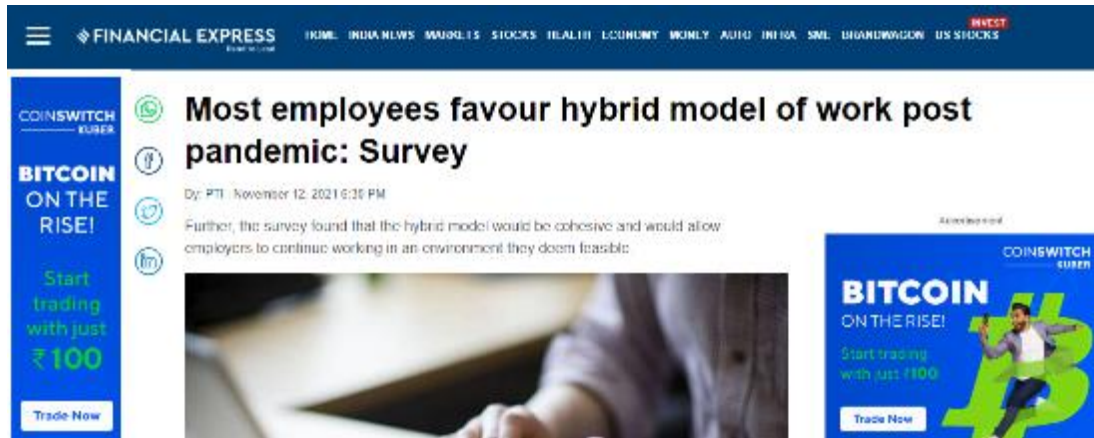 FINANCIAL EXPRESS
Read to Lead
HOME INDIA NEWS MARKETS STOCKS HEALTH ECONOMY MONEY AUTO INFRA SME BRANDWAGON US STOCKS
INVEST
COINSWITCH
KUBER
BITCOIN
ON THE
RISE!
Start
trading
with just
₹100
Trade Now
Most employees favour hybrid model of work post
pandemic: Survey
By: PTI November 12, 2021 6:30 PM
Further, the survey found that the hybrid model would be cohesive and would allow
employers to continue working in an environment they deem feasible
Advertisement
COINSWITCH
KUBER
BITCOIN
ON THE RISE!
Start trading
with just ₹100
Trade Now